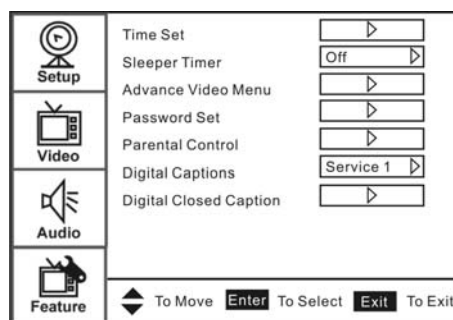 Setup
Video
Audio
Feature
Time Set
Sleeper Timer Off
Advance Video Menu
Password Set
Parental Control
Digital Captions Service 1
Digital Closed Caption
To Move Enter To Select Exit To Exit